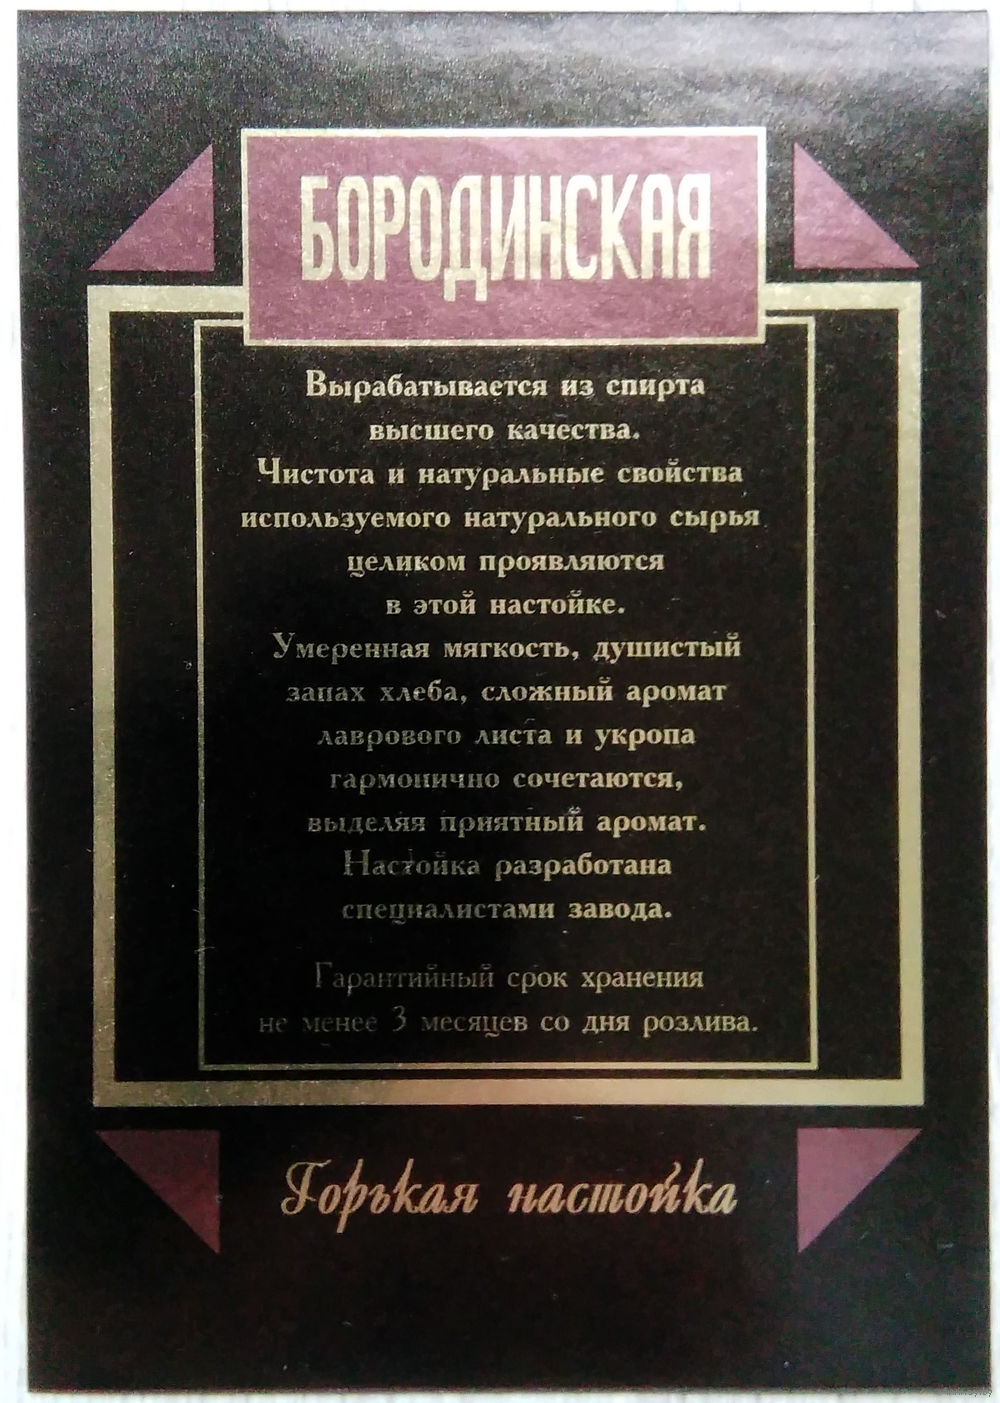 БОРОДИНСКАЯ
Вырабатывается из спирта
высшего качества.
Чистота и натуральные свойства
используемого натурального сырья
целиком проявляются
в этой настойке.
Умеренная мягкость, душистый
запах хлеба, сложный аромат
лаврового листа и укропа
гармонично сочетаются,
выделяя приятный аромат.
Настойка разработана
специалистами завода.
Гарантийный срок хранения
не менее 3 месяцев со дня розлива.
Горькая настойка